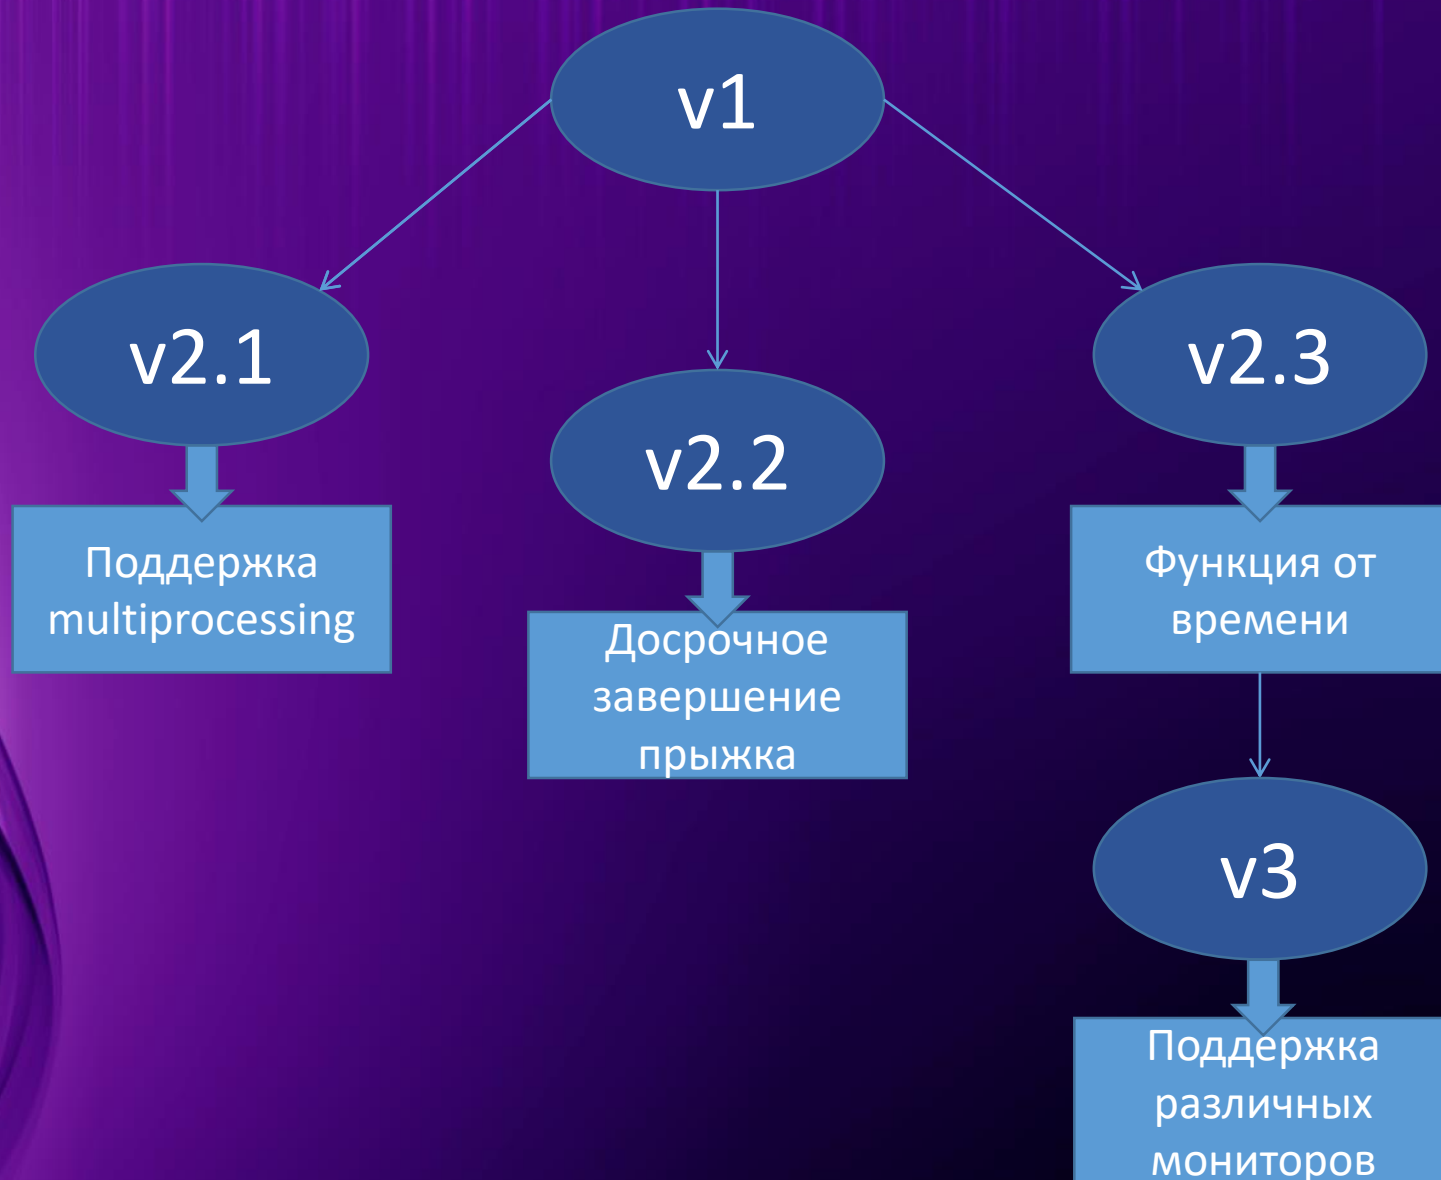 v1
v2.1
v2.2
v2.3
Поддержка
multiprocessing
Досрочное
завершение
прыжка
Функция от
времени
v3
Поддержка
различных
мониторов